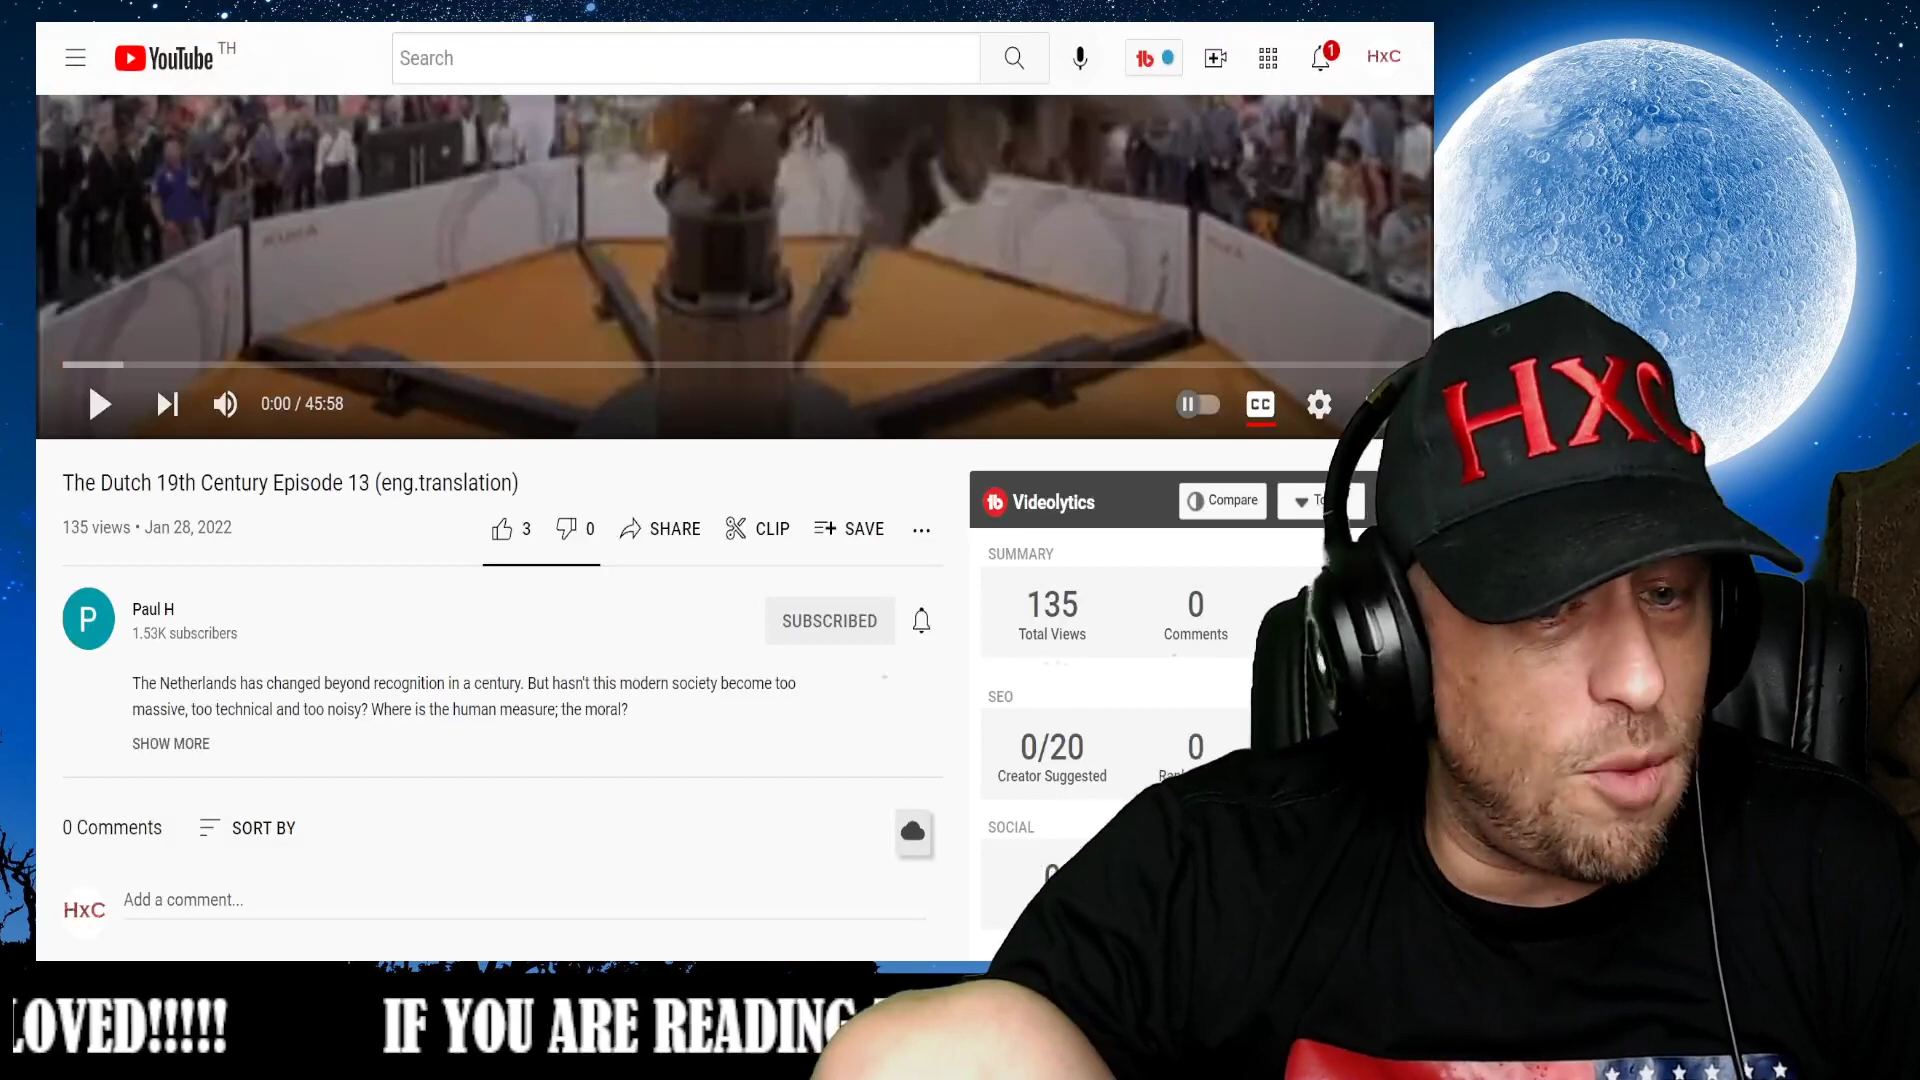 YouTube TH
Search
1
HxC
0:00 / 45:58
CC
HxC
The Dutch 19th Century Episode 13 (eng.translation)
135 views • Jan 28, 2022
3
0
SHARE
CLIP
SAVE
Videolytics
Compare
SUMMARY
135
0
Total Views
Comments
P
Paul H
1.53K subscribers
SUBSCRIBED
The Netherlands has changed beyond recognition in a century. But hasn't this modern society become too
massive, too technical and too noisy? Where is the human measure; the moral?
SHOW MORE
SEO
0/20
0
Creator Suggested
SOCIAL
0 Comments
SORT BY
HxC
Add a comment...
LOVED!!!!! IF YOU ARE READING